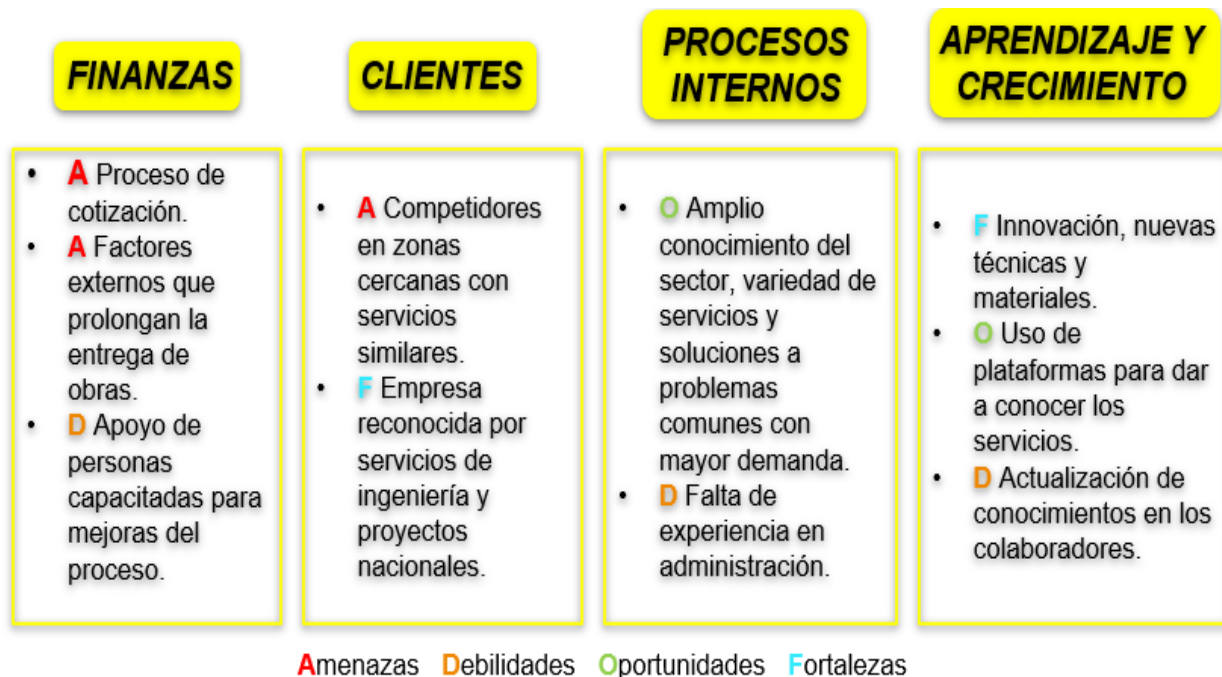 FINANZAS
• A Proceso de
cotización.
• A Factores
externos que
prolongan la
entrega de
obras.
• D Apoyo de
personas
capacitadas para
mejoras del
proceso.
CLIENTES
• A Competidores
en zonas
cercanas con
servicios
similares.
• F Empresa
reconocida por
servicios de
ingeniería y
proyectos
nacionales.
PROCESOS
INTERNOS
• O Amplio
conocimiento del
sector, variedad de
servicios y
soluciones a
problemas
comunes con
mayor demanda.
• D Falta de
experiencia en
administración.
APRENDIZAJE Y
CRECIMIENTO
• F Innovación, nuevas
técnicas y
materiales.
• O Uso de
plataformas para dar
a conocer los
servicios.
• D Actualización de
conocimientos en los
colaboradores.
Amenazas Debilidades Oportunidades Fortalezas